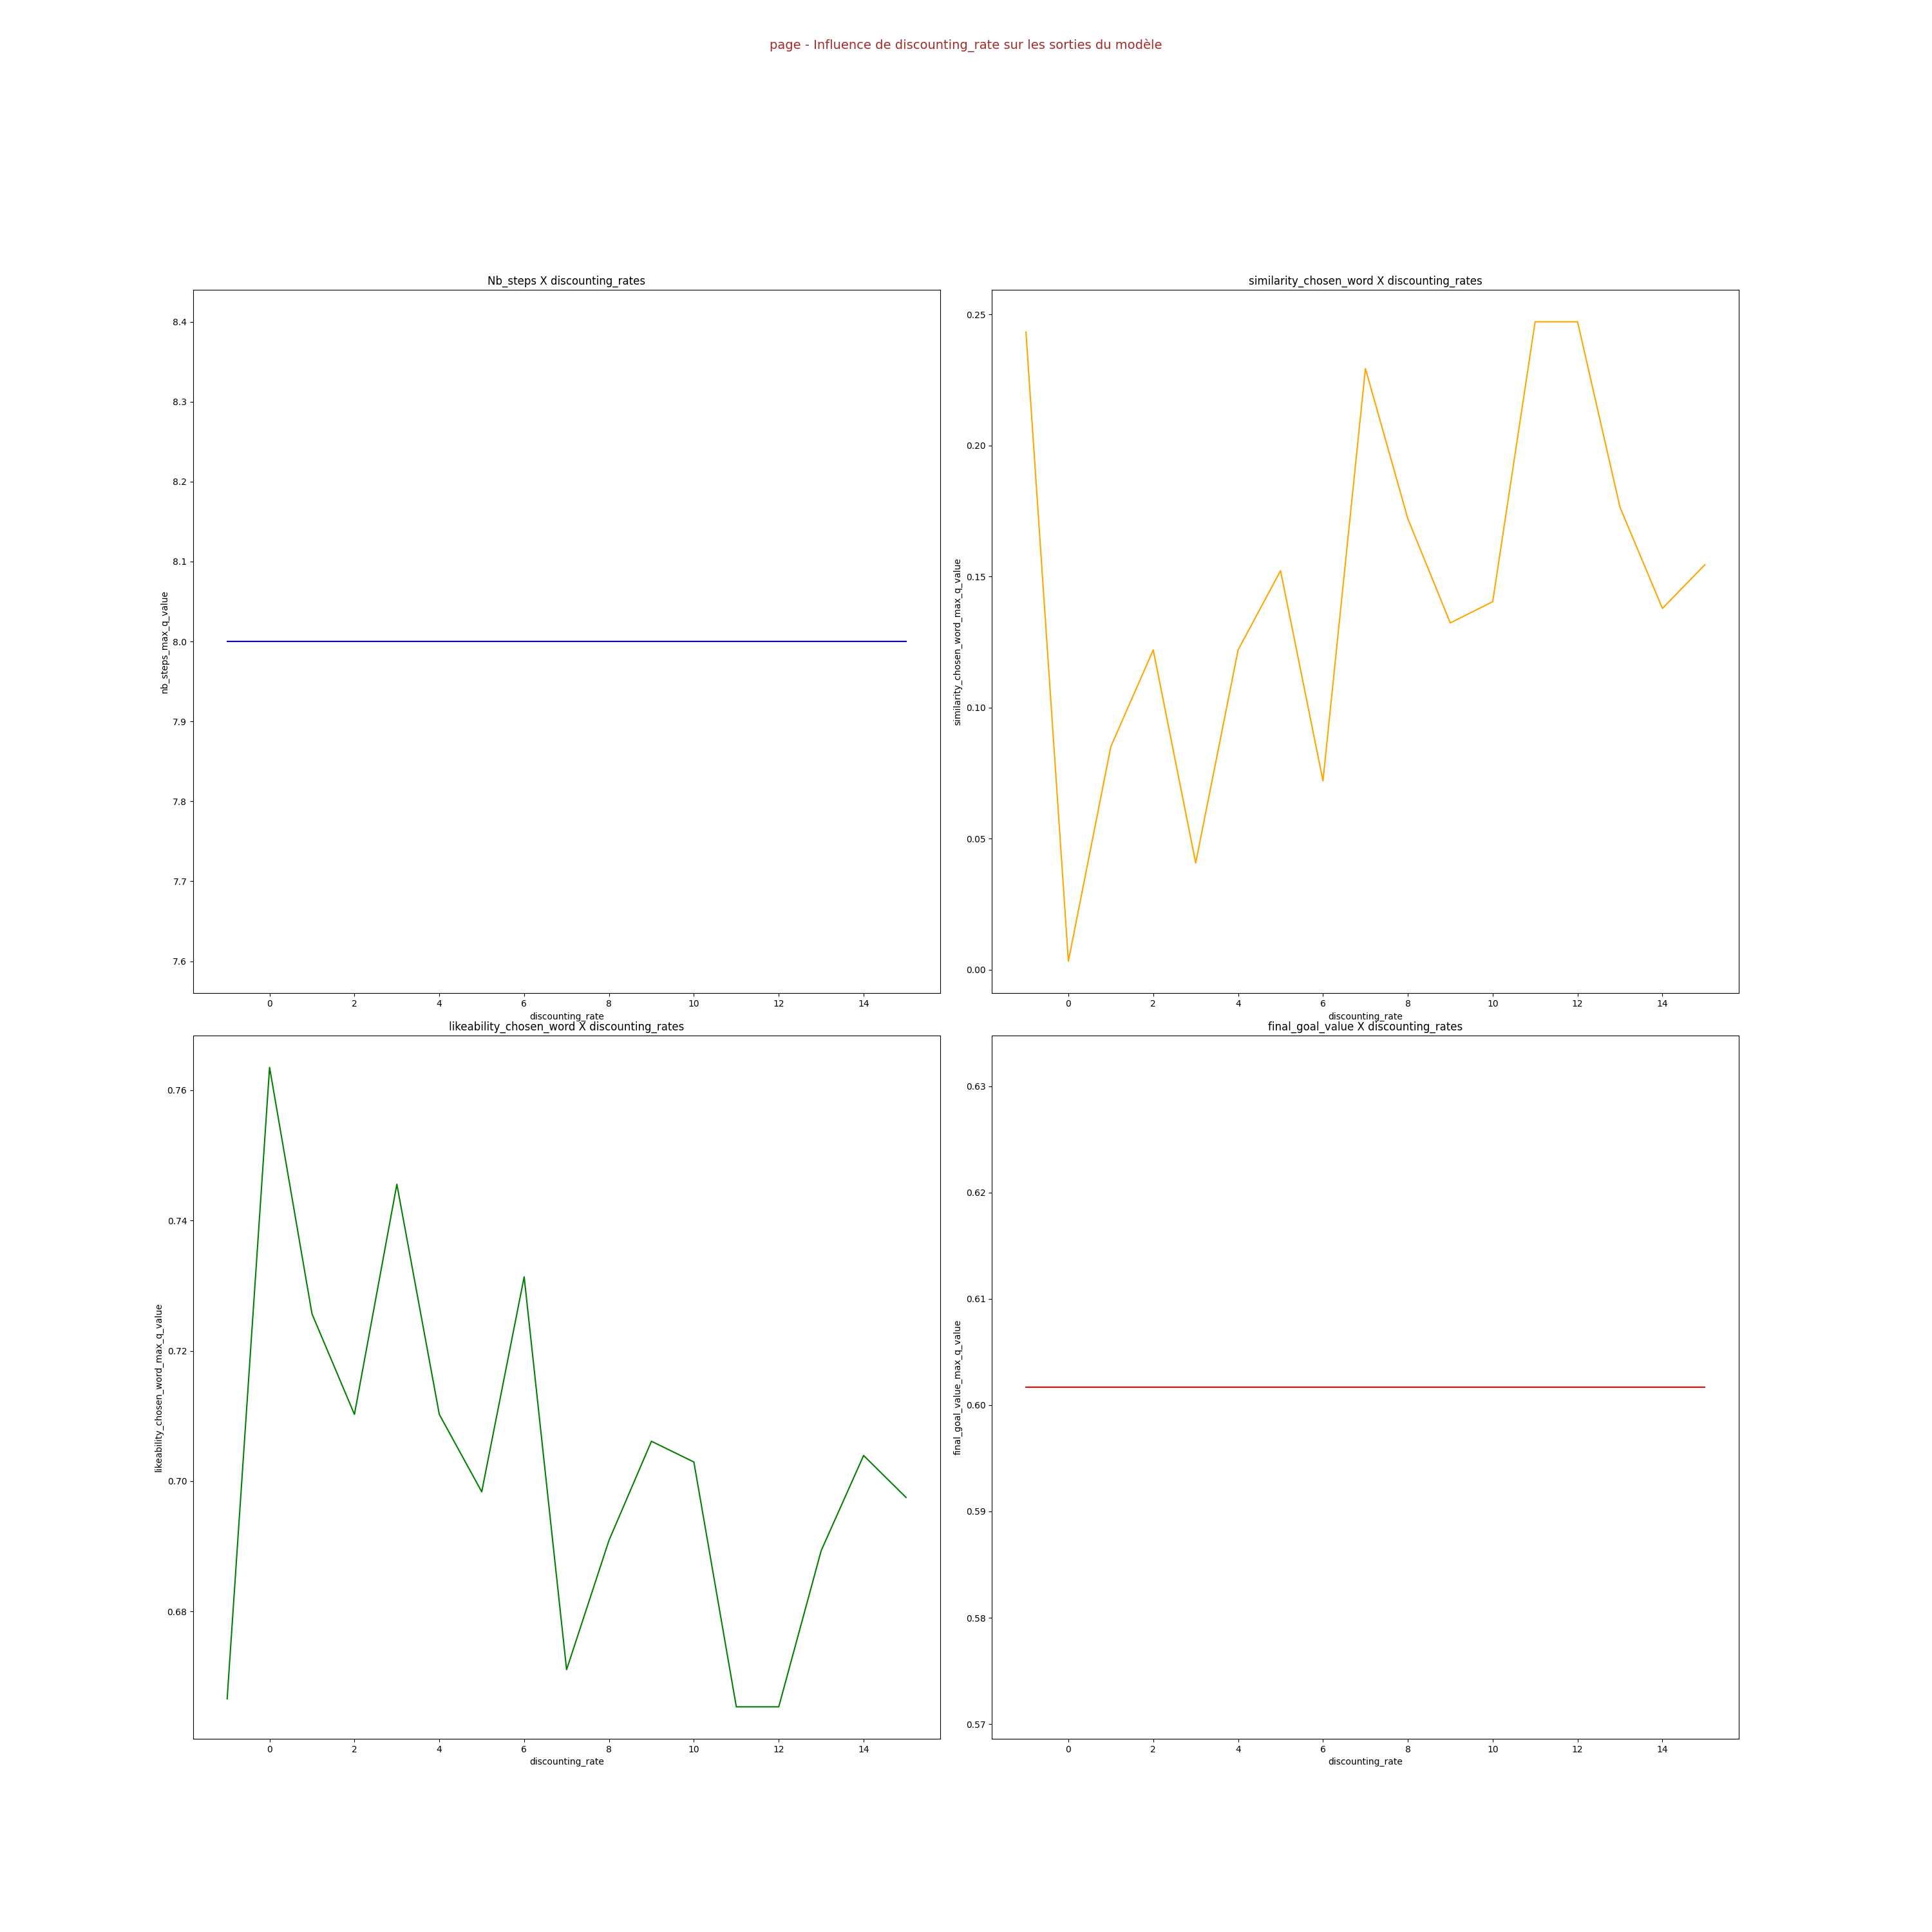 page - Influence de discounting_rate sur les sorties du modèle
Nb_steps X discounting_rates
nb_steps_max_q_value
8.4
8.3
8.2
8.1
8.0
7.9
7.8
7.7
7.6
0 2 4 6 8 10 12 14
discounting_rate
similarity_chosen_word X discounting_rates
similarity_chosen_word_max_q_value
0.25
0.20
0.15
0.10
0.05
0.00
0 2 4 6 8 10 12 14
discounting_rate
likeability_chosen_word X discounting_rates
likeability_chosen_word_max_q_value
0.76
0.74
0.72
0.70
0.68
0 2 4 6 8 10 12 14
discounting_rate
final_goal_value X discounting_rates
final_goal_value_max_q_value
0.63
0.62
0.61
0.60
0.59
0.58
0.57
0 2 4 6 8 10 12 14
discounting_rate